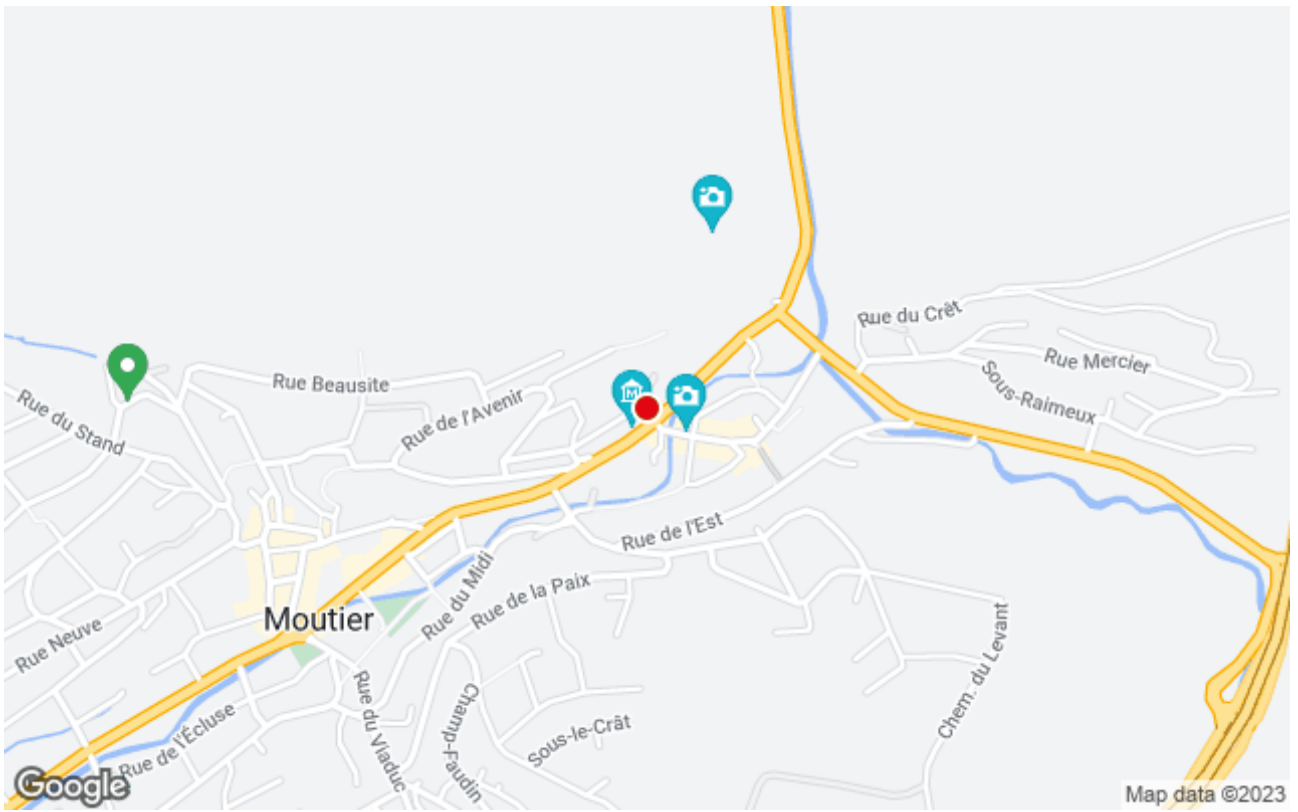 Rue du Crêt
Rue Mercier
Rue Beausite
Sous-Raimeux
Rue de l'Avenir
Rue du Stand
M
Rue de l'Est
Rue du Midi
Rue de la Paix
Moutier
Rue Neuve
Chem. du Levant
Rue du Viaduc
Champ-Faudin
Rue de l'Écluse
Sous-le-Crât
Google
Map data ©2023